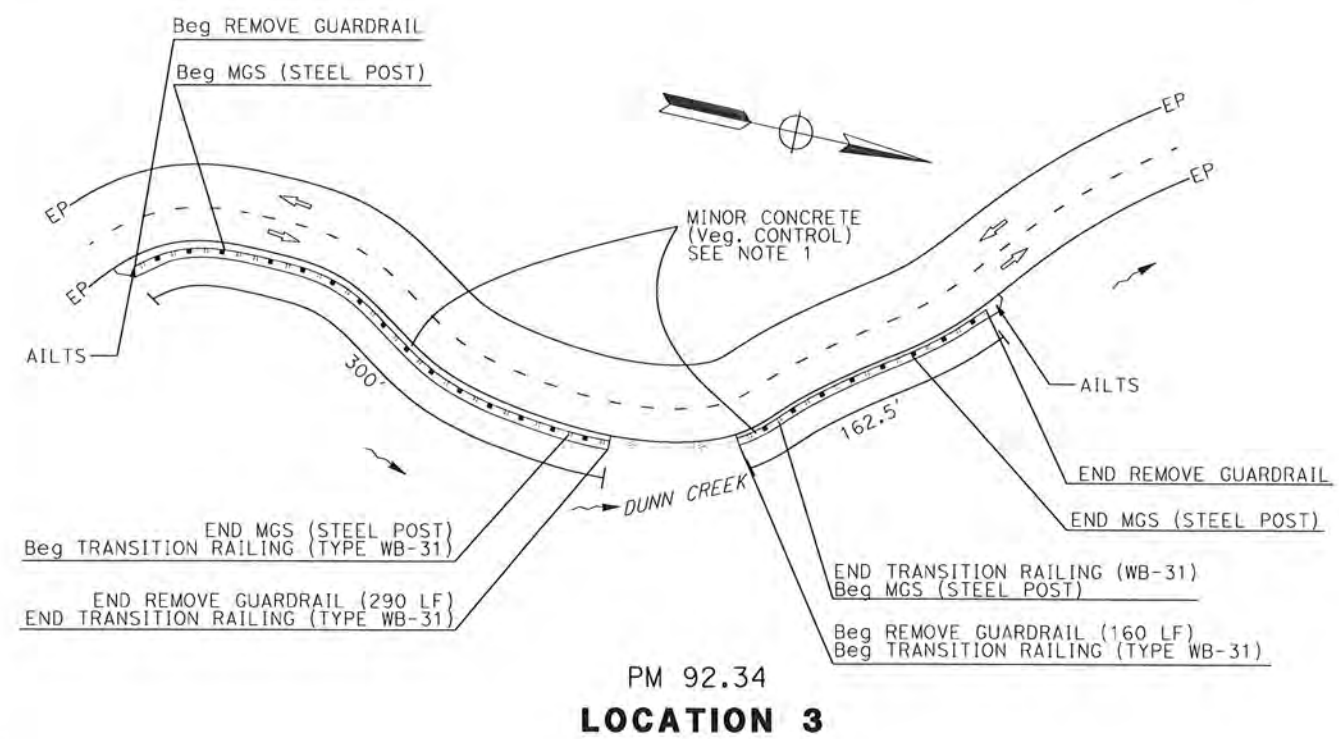 Beg REMOVE GUARDRAIL
Beg MGS (STEEL POST)
EP
EP
EP
EP
MINOR CONCRETE
(Veg. CONTROL)
SEE NOTE 1
AILTS
300'
AILTS
162.5'
DUNN CREEK
END REMOVE GUARDRAIL
END MGS (STEEL POST)
END MGS (STEEL POST)
Beg TRANSITION RAILING (TYPE WB-31)
END REMOVE GUARDRAIL (290 LF)
END TRANSITION RAILING (TYPE WB-31)
END TRANSITION RAILING (WB-31)
Beg MGS (STEEL POST)
Beg REMOVE GUARDRAIL (160 LF)
Beg TRANSITION RAILING (TYPE WB-31)
PM 92.34
LOCATION 3